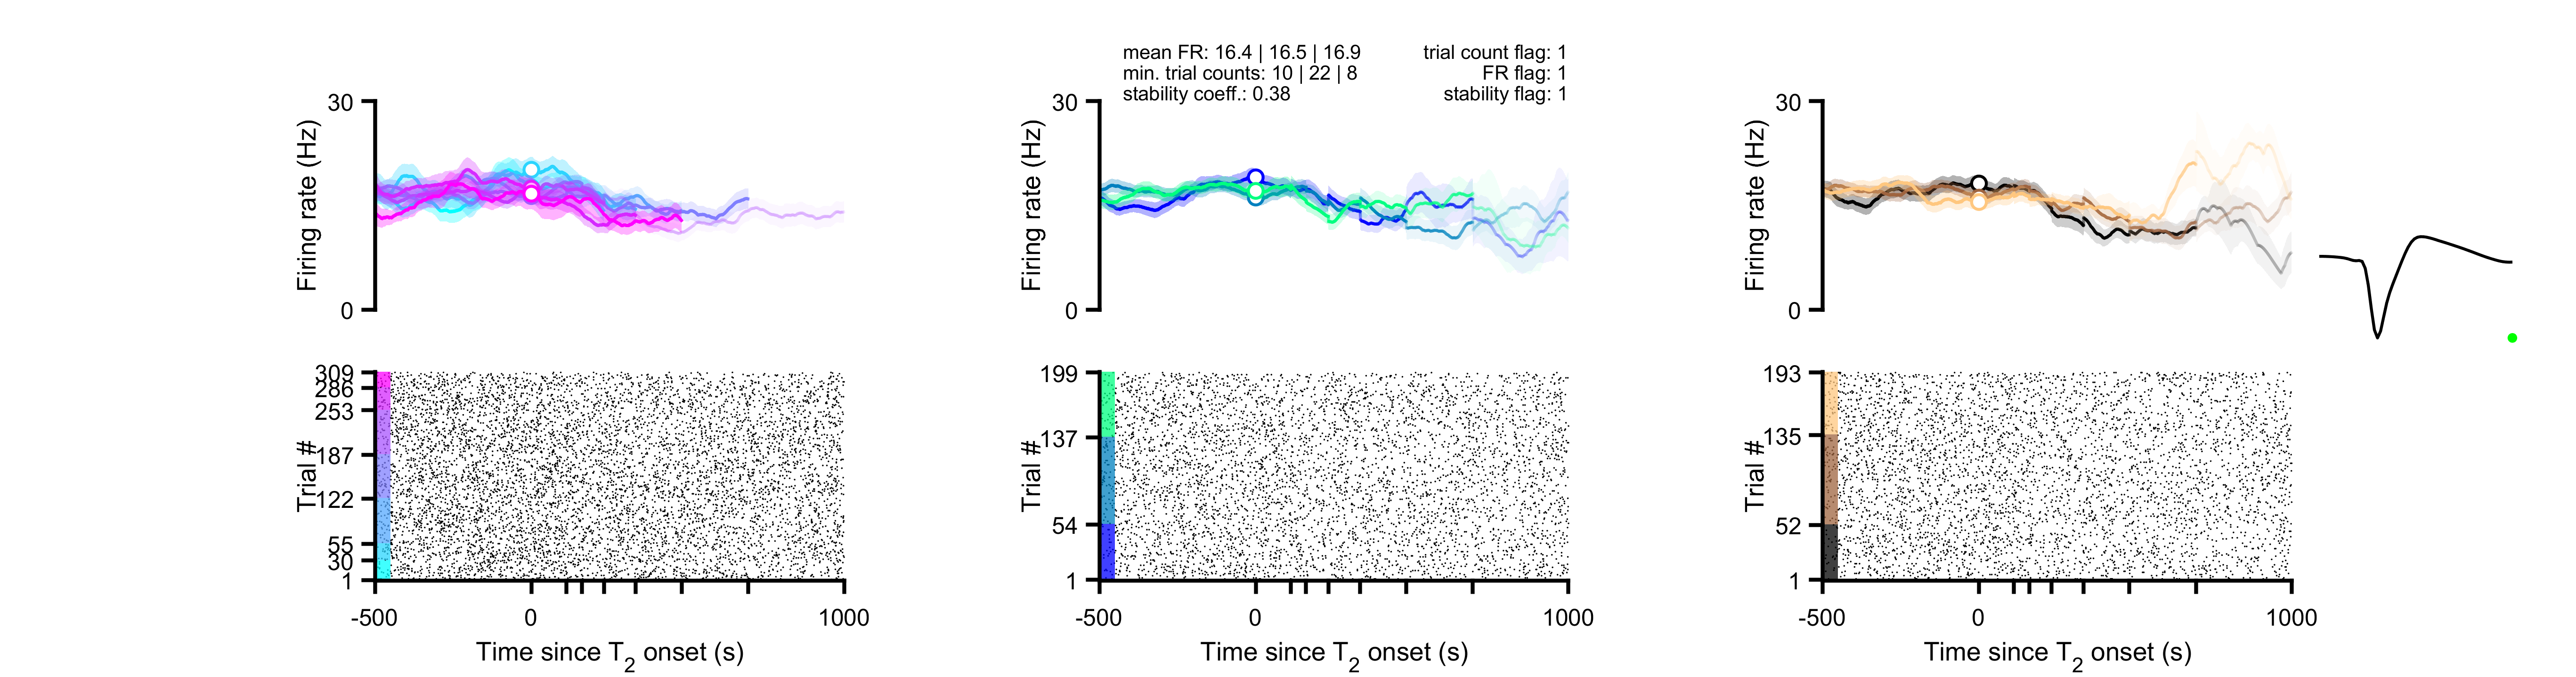 mean FR: 16.4 | 16.5 | 16.9
min. trial counts: 10 | 22 | 8
stability coeff.: 0.38
trial count flag: 1
FR flag: 1
stability flag: 1
30
Firing rate (Hz)
0
30
Firing rate (Hz)
0
30
Firing rate (Hz)
0
309
286
253
187
122
55
30
1
Trial #
-500
0
1000
Time since T2 onset (s)
199
137
54
1
Trial #
-500
0
1000
Time since T2 onset (s)
193
135
52
1
Trial #
-500
0
1000
Time since T2 onset (s)